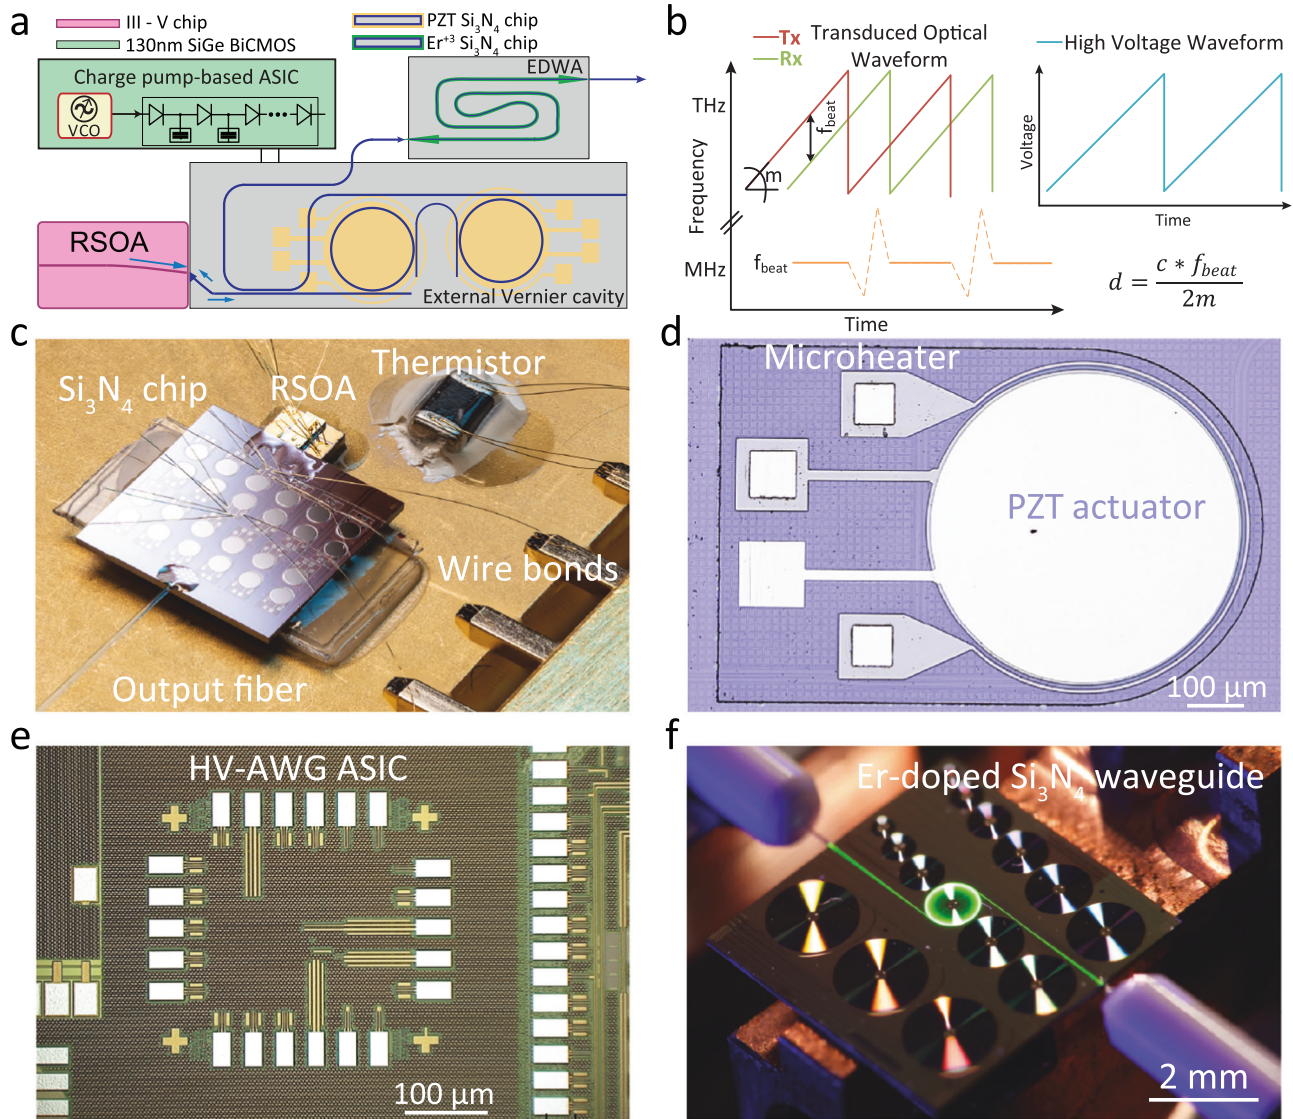 a
III - V chip
130nm SiGe BiCMOS
PZT Si₃N₄ chip
Er⁺³ Si₃N₄ chip
Charge pump-based ASIC
VCO
EDWA
RSOA
External Vernier cavity
b
Tx
Rx
Transduced Optical
Waveform
High Voltage Waveform
THz
Frequency
MHz
f_beat
m
f_beat
Time
Voltage
Time
d = c * f_beat / 2m
c
Si₃N₄ chip
RSOA
Thermistor
Wire bonds
Output fiber
d
Microheater
PZT actuator
100 µm
e
HV-AWG ASIC
100 µm
f
Er-doped Si₃N₄ waveguide
2 mm